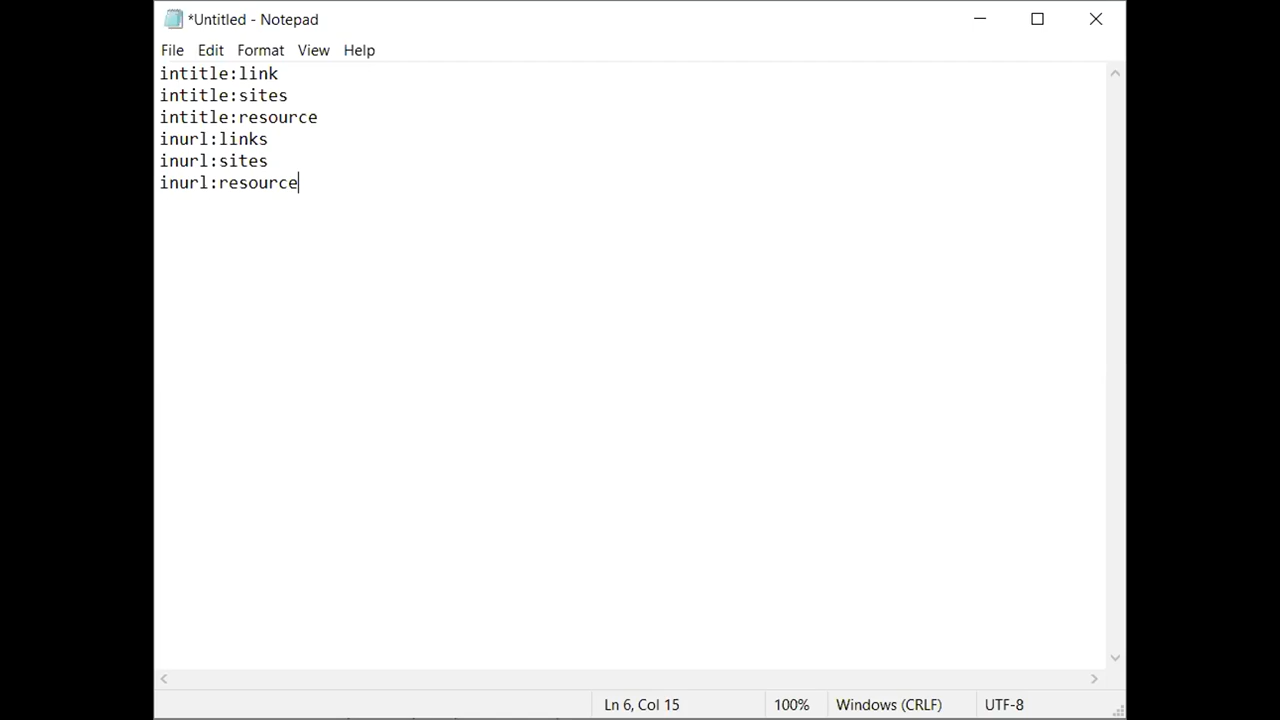 *Untitled - Notepad
File Edit Format View Help
intitle:link
intitle:sites
intitle:resource
inurl:links
inurl:sites
inurl:resource
Ln 6, Col 15 100% Windows (CRLF) UTF-8